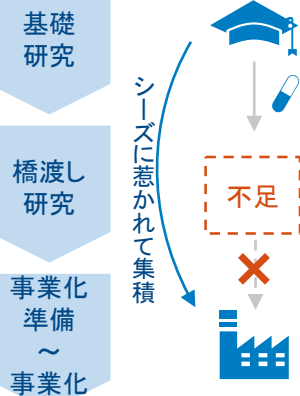 基礎
研究
シーズに惹かれて集積
橋渡し
研究
不足
事業化
準備
～
事業化